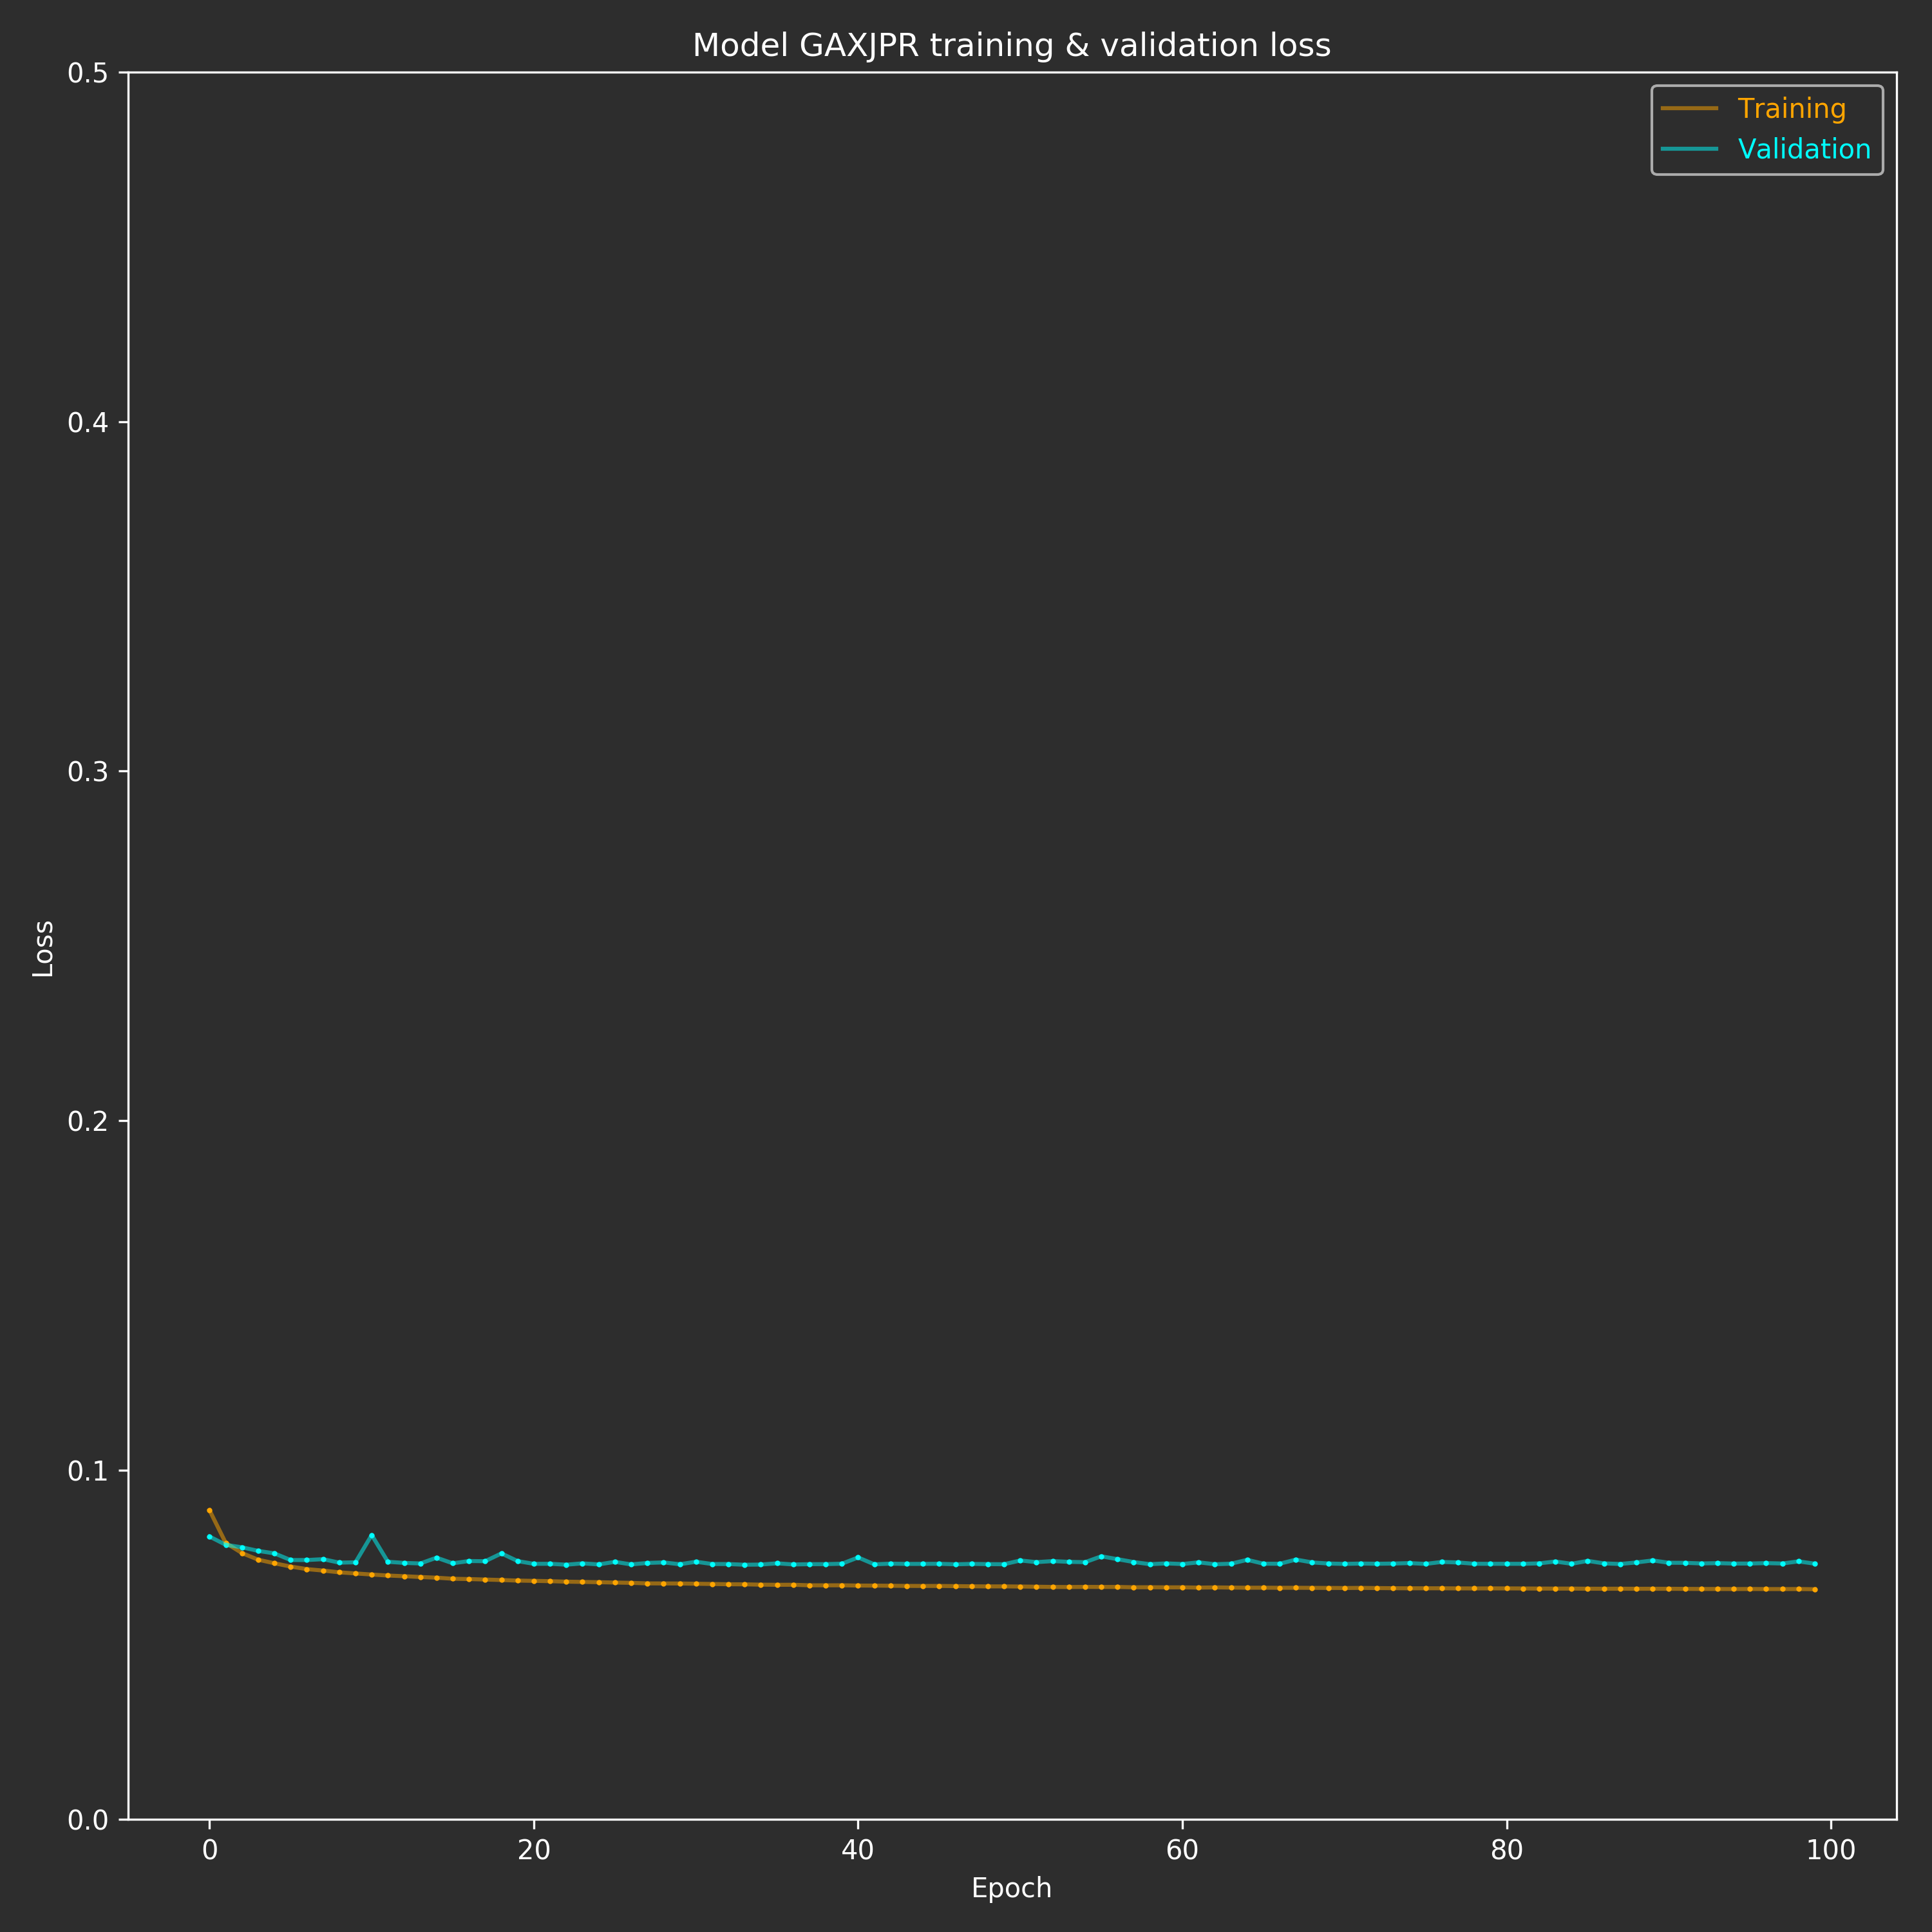 Model GAXJPR training & validation loss
Training
Validation
0.5
0.4
0.3
0.2
0.1
0.0
Loss
0 20 40 60 80 100
Epoch